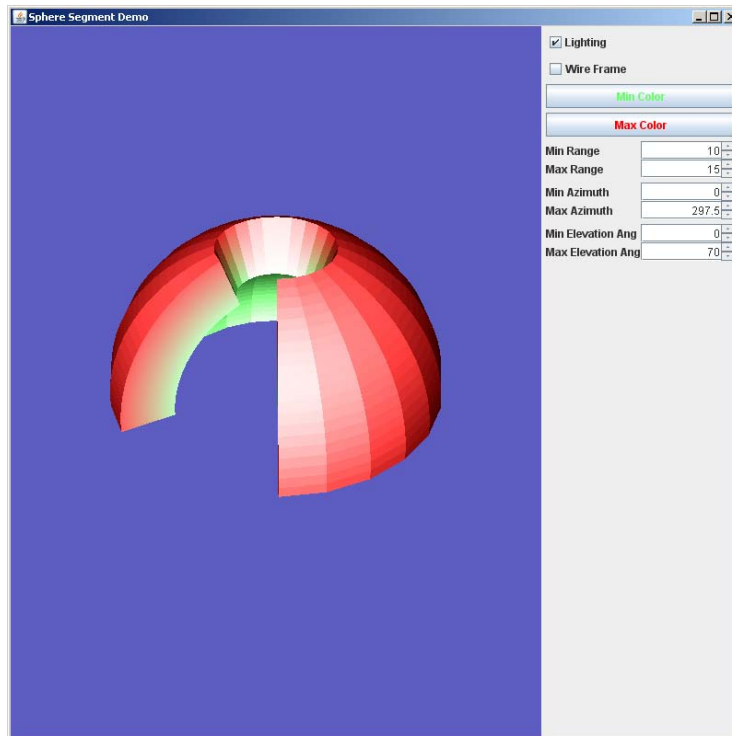 Sphere Segment Demo
Lighting
Wire Frame
Min Color
Max Color
Min Range 10
Max Range 15
Min Azimuth 0
Max Azimuth 297.5
Min Elevation Ang 0
Max Elevation Ang 70